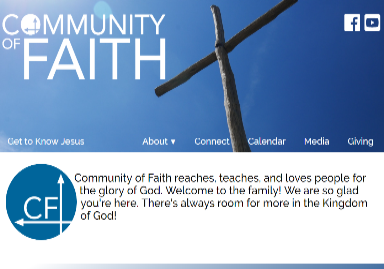 COMMUNITY
OF FAITH
Get to Know Jesus About ▾ Connect Calendar Media Giving
CF
Community of Faith reaches, teaches, and loves people for
the glory of God. Welcome to the family! We are so glad
you're here. There's always room for more in the Kingdom
of God!